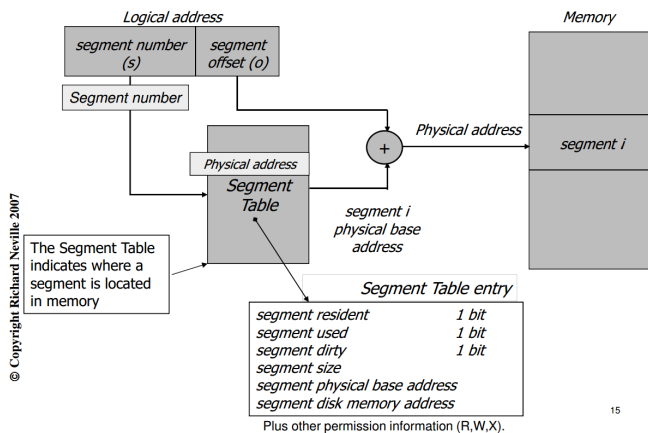 Logical address
Memory
segment number
(s)
segment
offset (o)
Segment number
+
Physical address
segment i
Physical address
Segment
Table
segment i
physical base
address
The Segment Table
indicates where a
segment is located
in memory
Segment Table entry
segment resident 1 bit
segment used 1 bit
segment dirty 1 bit
segment size
segment physical base address
segment disk memory address
Plus other permission information (R,W,X).
© Copyright Richard Neville 2007
15